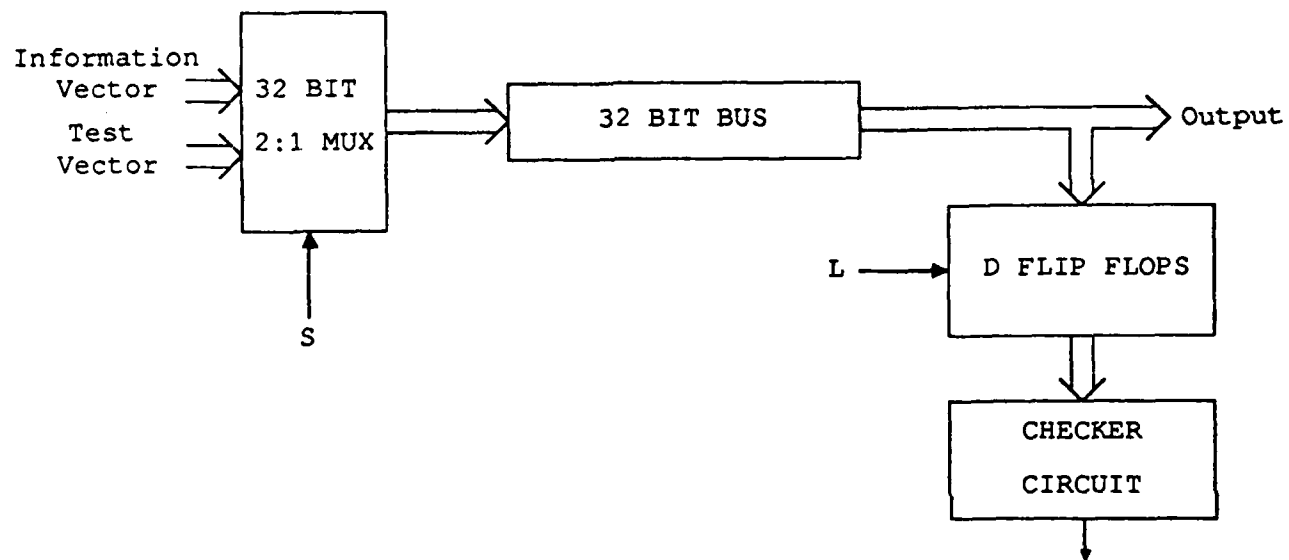 Information
Vector
Test
Vector
32 BIT
2:1 MUX
S
32 BIT BUS
Output
L
D FLIP FLOPS
CHECKER
CIRCUIT